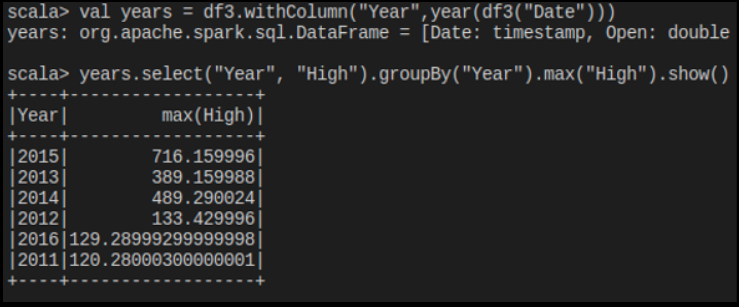 scala> val years = df3.withColumn("Year",year(df3("Date")))
years: org.apache.spark.sql.DataFrame = [Date: timestamp, Open: double
scala> years.select("Year", "High").groupBy("Year").max("High").show()
+----+------------------+
|Year|         max(High)|
+----+------------------+
|2015|        716.159996|
|2013|        389.159988|
|2014|        489.290024|
|2012|        133.429996|
|2016|129.28999299999998|
|2011|120.28000300000001|
+----+------------------+